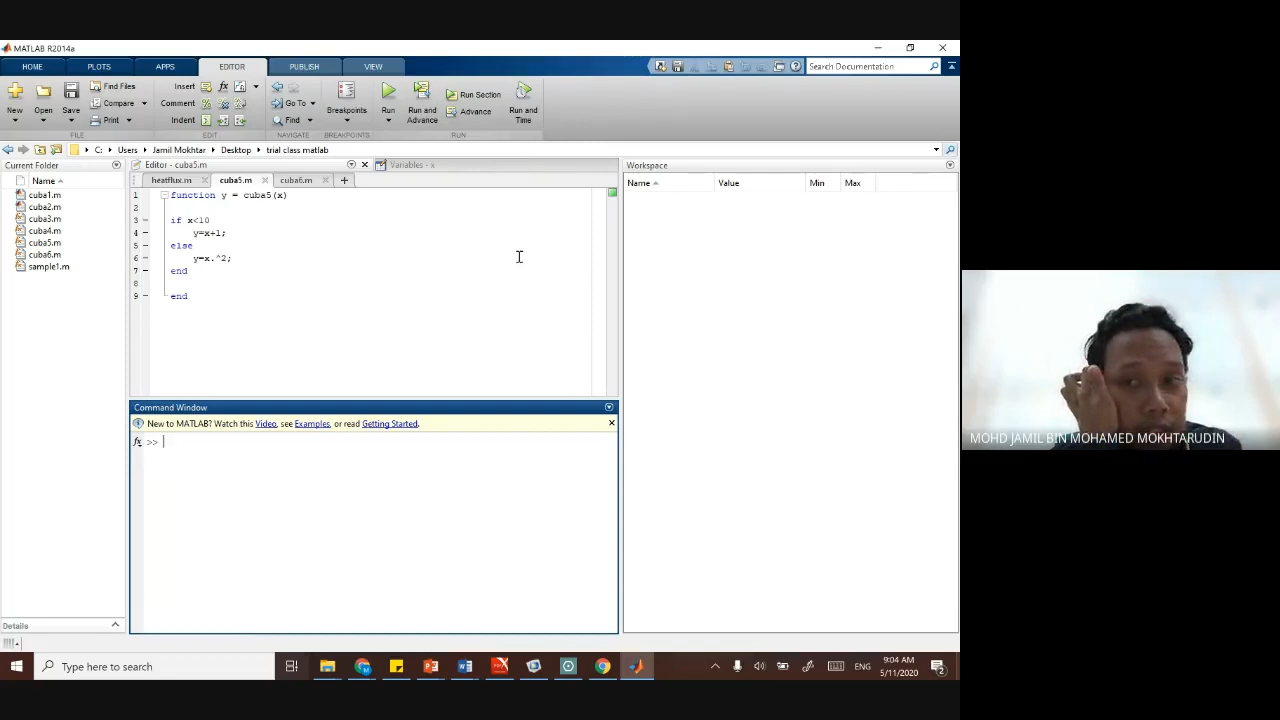 MATLAB R2014a
HOME PLOTS APPS EDITOR PUBLISH VIEW Search Documentation
New Open Save Find Files Compare Print Insert Comment Indent fx Go To Find Breakpoints Run Run and Advance Run Section Advance Run and Time
FILE EDIT NAVIGATE BREAKPOINTS RUN
C: Users Jamil Mokhtar Desktop trial class matlab
Current Folder
Name
cuba1.m
cuba2.m
cuba3.m
cuba4.m
cuba5.m
cuba6.m
sample1.m
Details
Editor - cuba5.m Variables - x
heatflux.m cuba5.m cuba6.m
1 function y = cuba5(x)
2
3 if x<10
4 y=x+1;
5 else
6 y=x.^2;
7 end
8
9 end
Command Window
New to MATLAB? Watch this Video, see Examples, or read Getting Started.
fx >>
Workspace
Name Value Min Max
MOHD JAMIL BIN MOHAMED MOKHTARUDIN
Type here to search
ENG
9:04 AM
5/11/2020
2